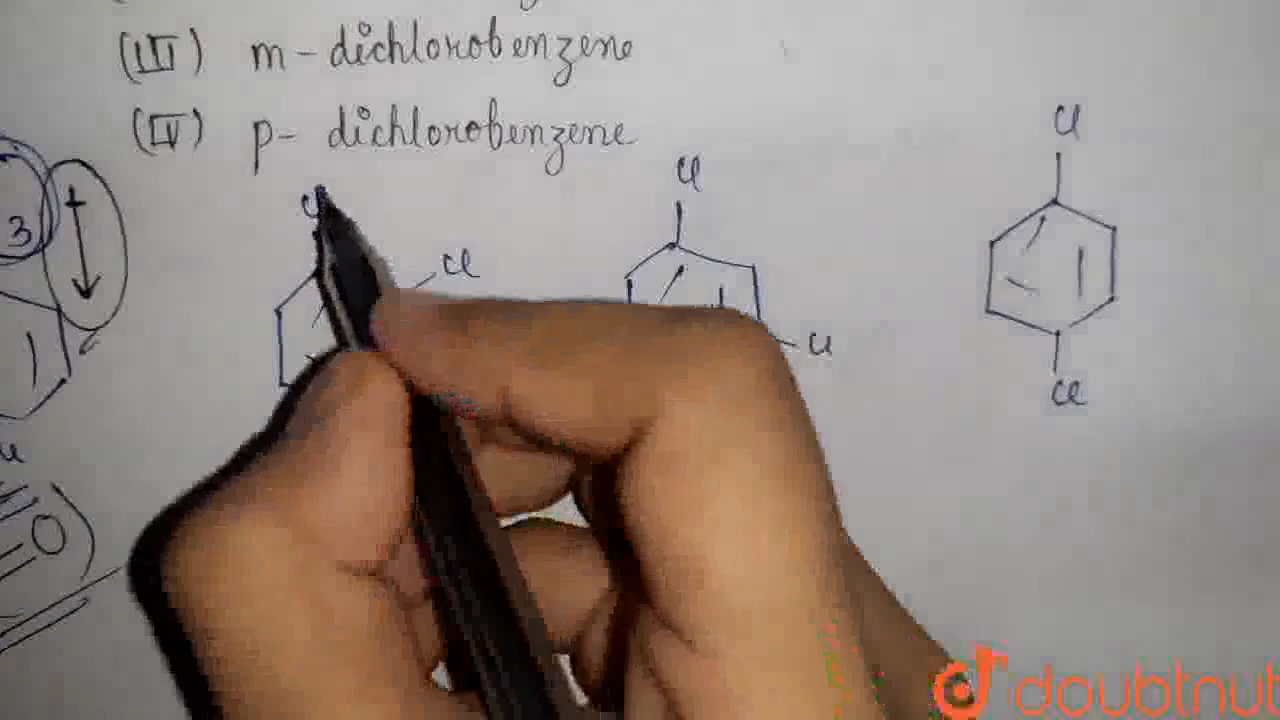 (III) m-dichlorobenzene
(IV) p-dichlorobenzene
Cl
Cl
Cl
Cl
Cl
Cl
3
doubtnut